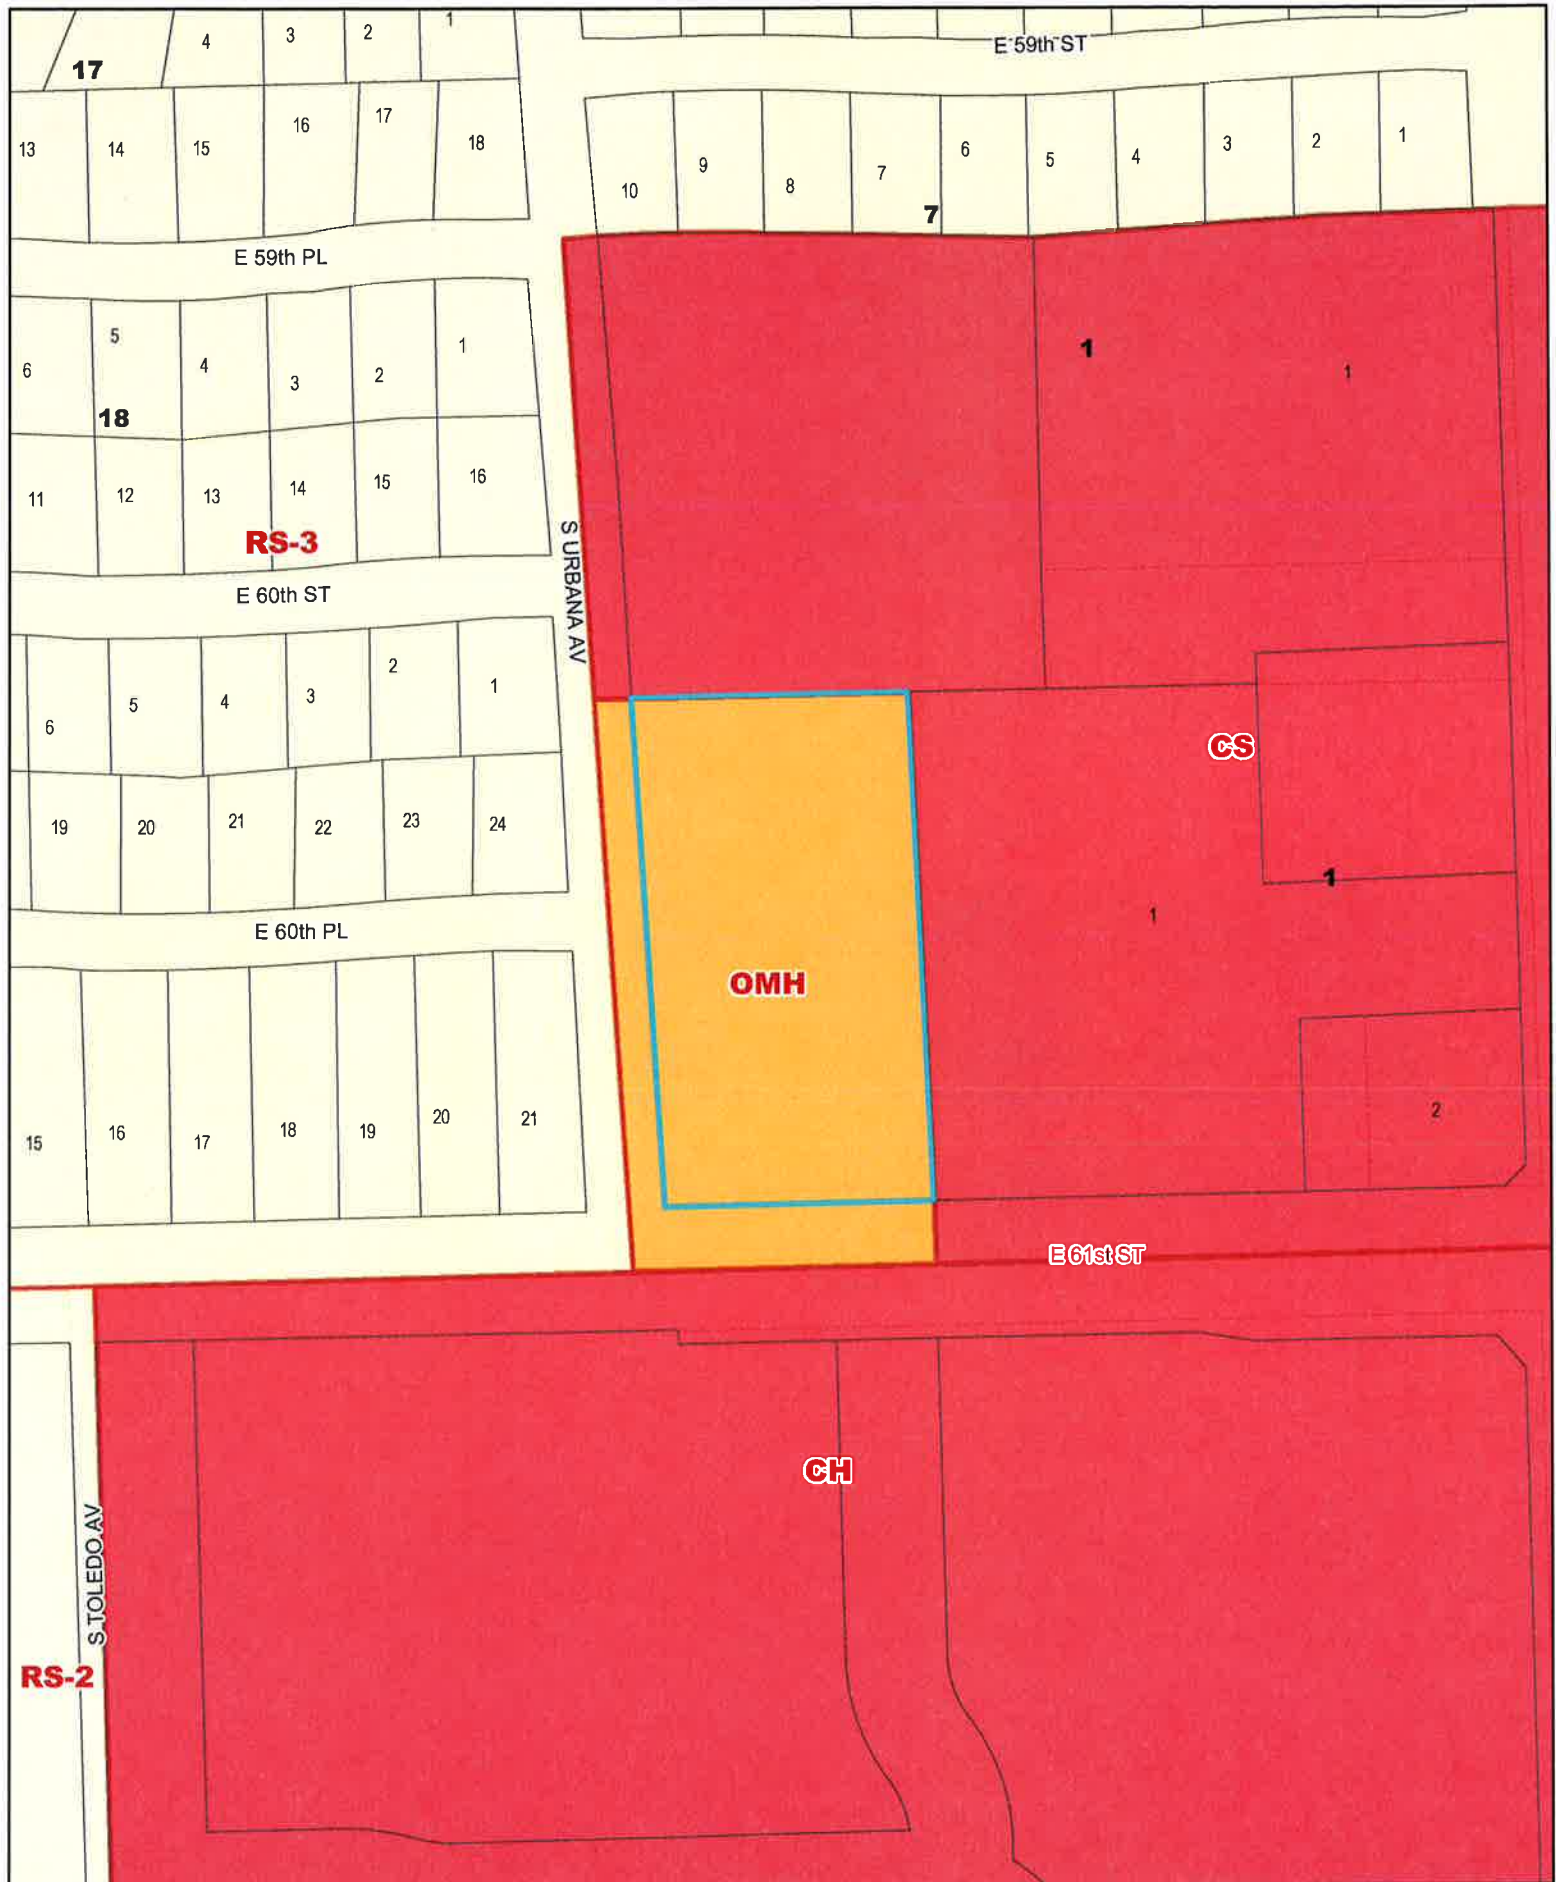 4 3 2 1
17
E 59th ST
13 14 15 16 17 18
10 9 8 7 6 5 4 3 2 1
7
E 59th PL
6 5 4 3 2 1
18
1
1
11 12 13 14 15 16
RS-3
E 60th ST
S URBANA AV
6 5 4 3 2 1
CS
19 20 21 22 23 24
1
1
E 60th PL
OMH
15 16 17 18 19 20 21
2
E 61st ST
CH
S TOLEDO AV
RS-2